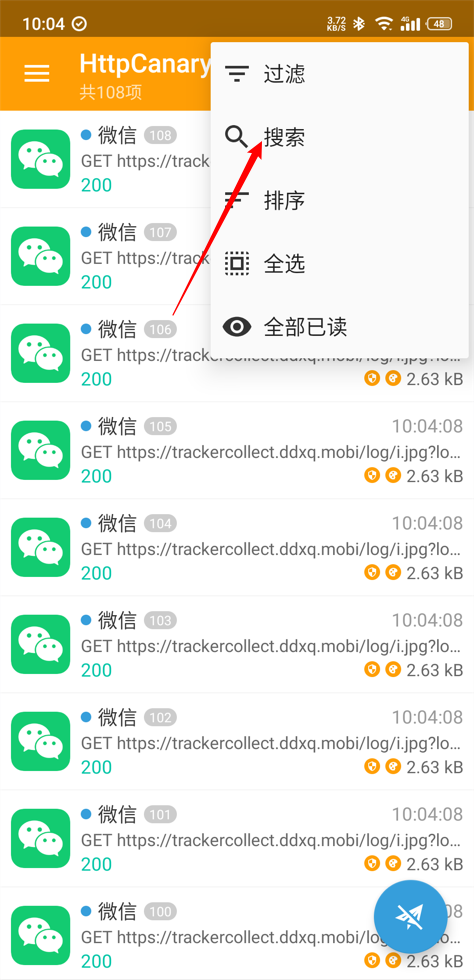 10:04 3.72 KB/S 4G 48
HttpCanary
共108项
过滤
搜索
排序
全选
全部已读
微信 108
GET https://track
200
微信 107
GET https://track
200
微信 106
GET https://trackercollect.ddxq.mobi/log/i.jpg?lo...
200 2.63 kB
微信 105 10:04:08
GET https://trackercollect.ddxq.mobi/log/i.jpg?lo...
200 2.63 kB
微信 104 10:04:08
GET https://trackercollect.ddxq.mobi/log/i.jpg?lo...
200 2.63 kB
微信 103 10:04:08
GET https://trackercollect.ddxq.mobi/log/i.jpg?lo...
200 2.63 kB
微信 102 10:04:08
GET https://trackercollect.ddxq.mobi/log/i.jpg?lo...
200 2.63 kB
微信 101 10:04:08
GET https://trackercollect.ddxq.mobi/log/i.jpg?lo...
200 2.63 kB
微信 100 08
GET https://trackercollect.ddxq.mobi/log/i.jpg?lo...
200 2.63 kB